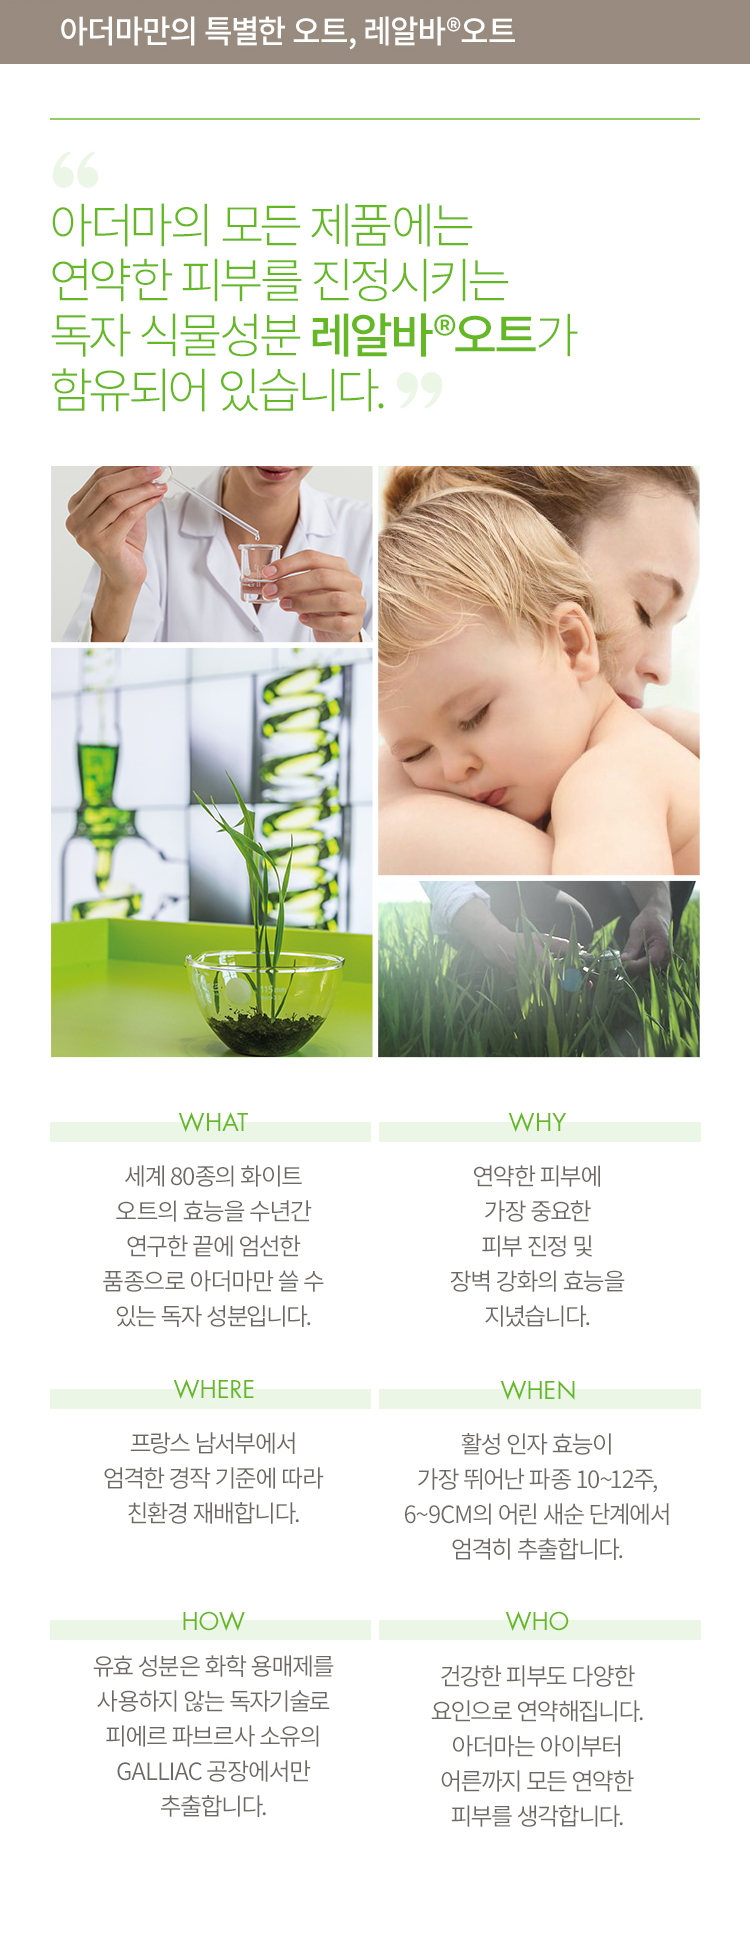 아더마만의 특별한 오트, 레알바®오트
“
아더마의 모든 제품에는
연약한 피부를 진정시키는
독자 식물성분 레알바®오트가
함유되어 있습니다. ”
WHAT
세계 80종의 화이트
오트의 효능을 수년간
연구한 끝에 엄선한
품종으로 아더마만 쓸 수
있는 독자 성분입니다.
WHY
연약한 피부에
가장 중요한
피부 진정 및
장벽 강화의 효능을
지녔습니다.
WHERE
프랑스 남서부에서
엄격한 경작 기준에 따라
친환경 재배합니다.
WHEN
활성 인자 효능이
가장 뛰어난 파종 10~12주,
6~9CM의 어린 새순 단계에서
엄격히 추출합니다.
HOW
유효 성분은 화학 용매제를
사용하지 않는 독자기술로
피에르 파브르사 소유의
GALLIAC 공장에서만
추출합니다.
WHO
건강한 피부도 다양한
요인으로 연약해집니다.
아더마는 아이부터
어른까지 모든 연약한
피부를 생각합니다.